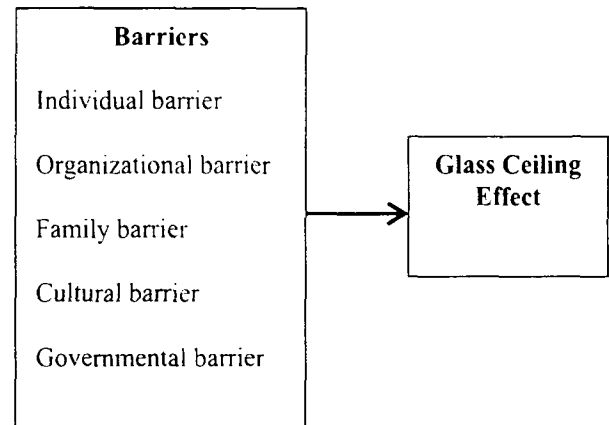 Barriers
Individual barrier
Organizational barrier
Family barrier
Cultural barrier
Governmental barrier
Glass Ceiling
Effect